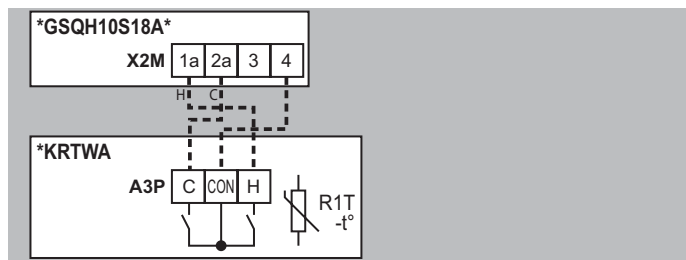 *GSQH10S18A*
X2M 1a 2a 3 4
H C
*KRTWA
A3P C CON H
R1T
-t°